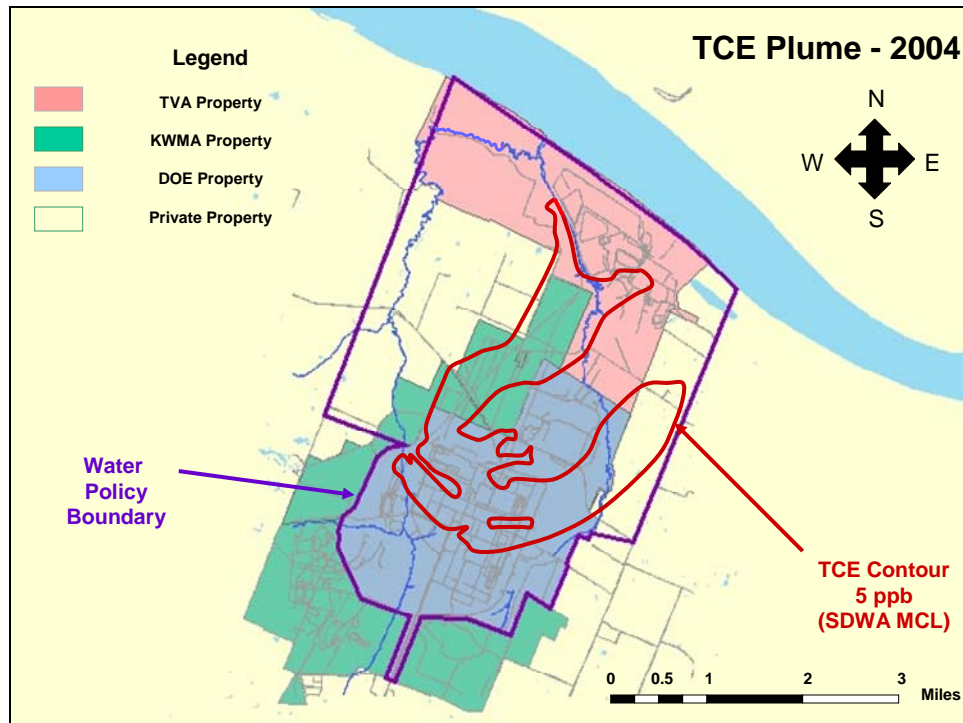 TCE Plume - 2004
Legend
TVA Property
KWMA Property
DOE Property
Private Property
N
W E
S
Water
Policy
Boundary
TCE Contour
5 ppb
(SDWA MCL)
0 0.5 1 2 3
Miles